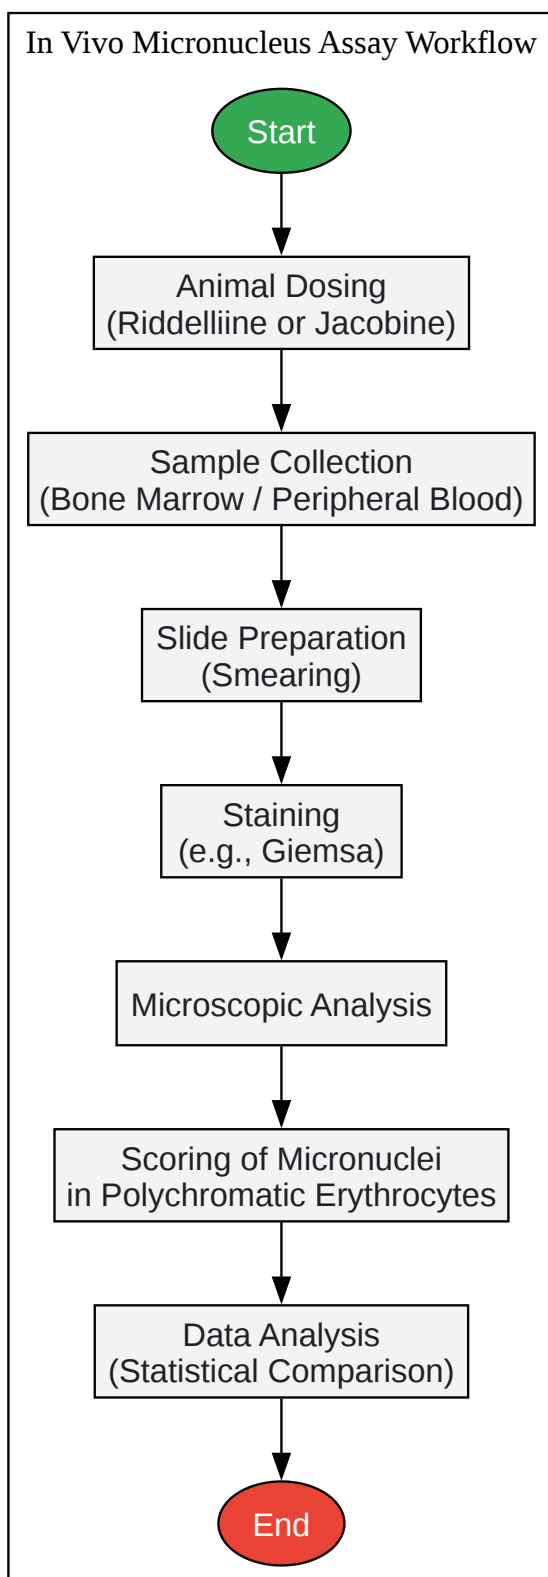 In Vivo Micronucleus Assay Workflow
Start
Animal Dosing
(Riddelliine or Jacobine)
Sample Collection
(Bone Marrow / Peripheral Blood)
Slide Preparation
(Smearing)
Staining
(e.g., Giemsa)
Microscopic Analysis
Scoring of Micronuclei
in Polychromatic Erythrocytes
Data Analysis
(Statistical Comparison)
End